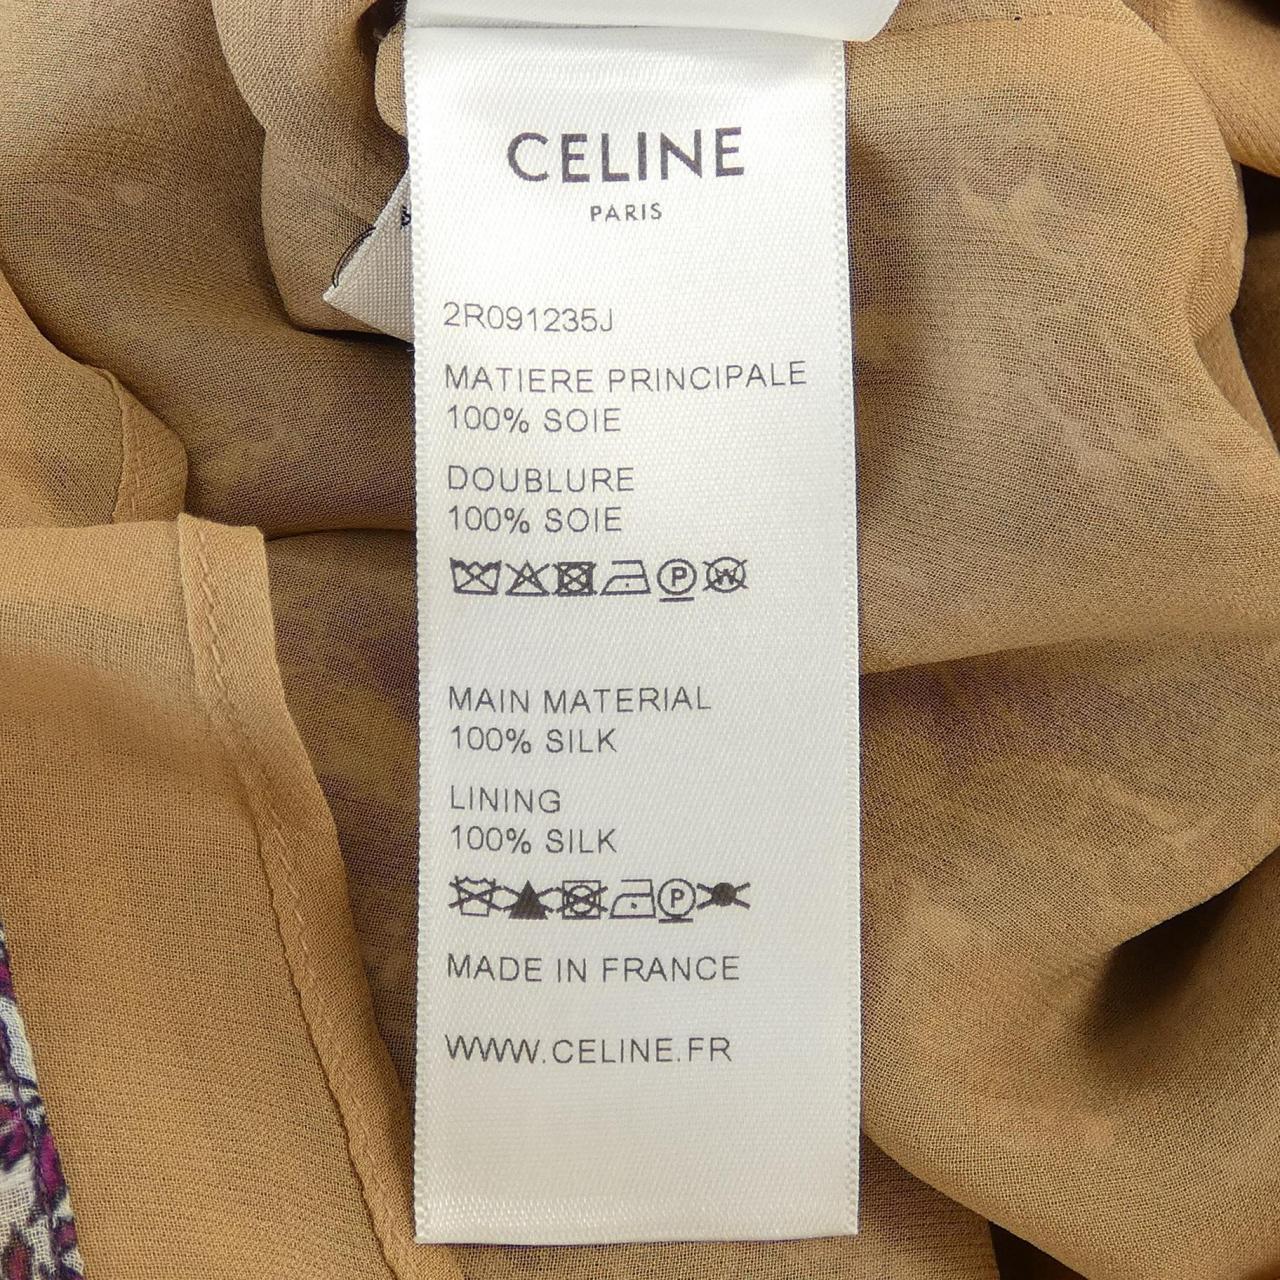 CELINE
PARIS
2R091235J
MATIERE PRINCIPALE
100% SOIE
DOUBLURE
100% SOIE
P W
MAIN MATERIAL
100% SILK
LINING
100% SILK
P
MADE IN FRANCE
WWW.CELINE.FR